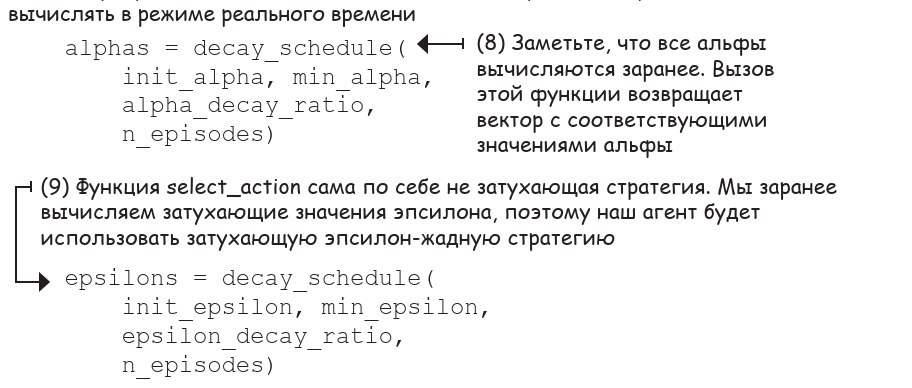 вычислять в режиме реального времени
alphas = decay_schedule(
init_alpha, min_alpha,
alpha_decay_ratio,
n_episodes)
(8) Заметьте, что все альфы
вычисляются заранее. Вызов
этой функции возвращает
вектор с соответствующими
значениями альфы
(9) Функция select_action сама по себе не затухающая стратегия. Мы заранее
вычисляем затухающие значения эпсилона, поэтому наш агент будет
использовать затухающую эпсилон-жадную стратегию
epsilons = decay_schedule(
init_epsilon, min_epsilon,
epsilon_decay_ratio,
n_episodes)